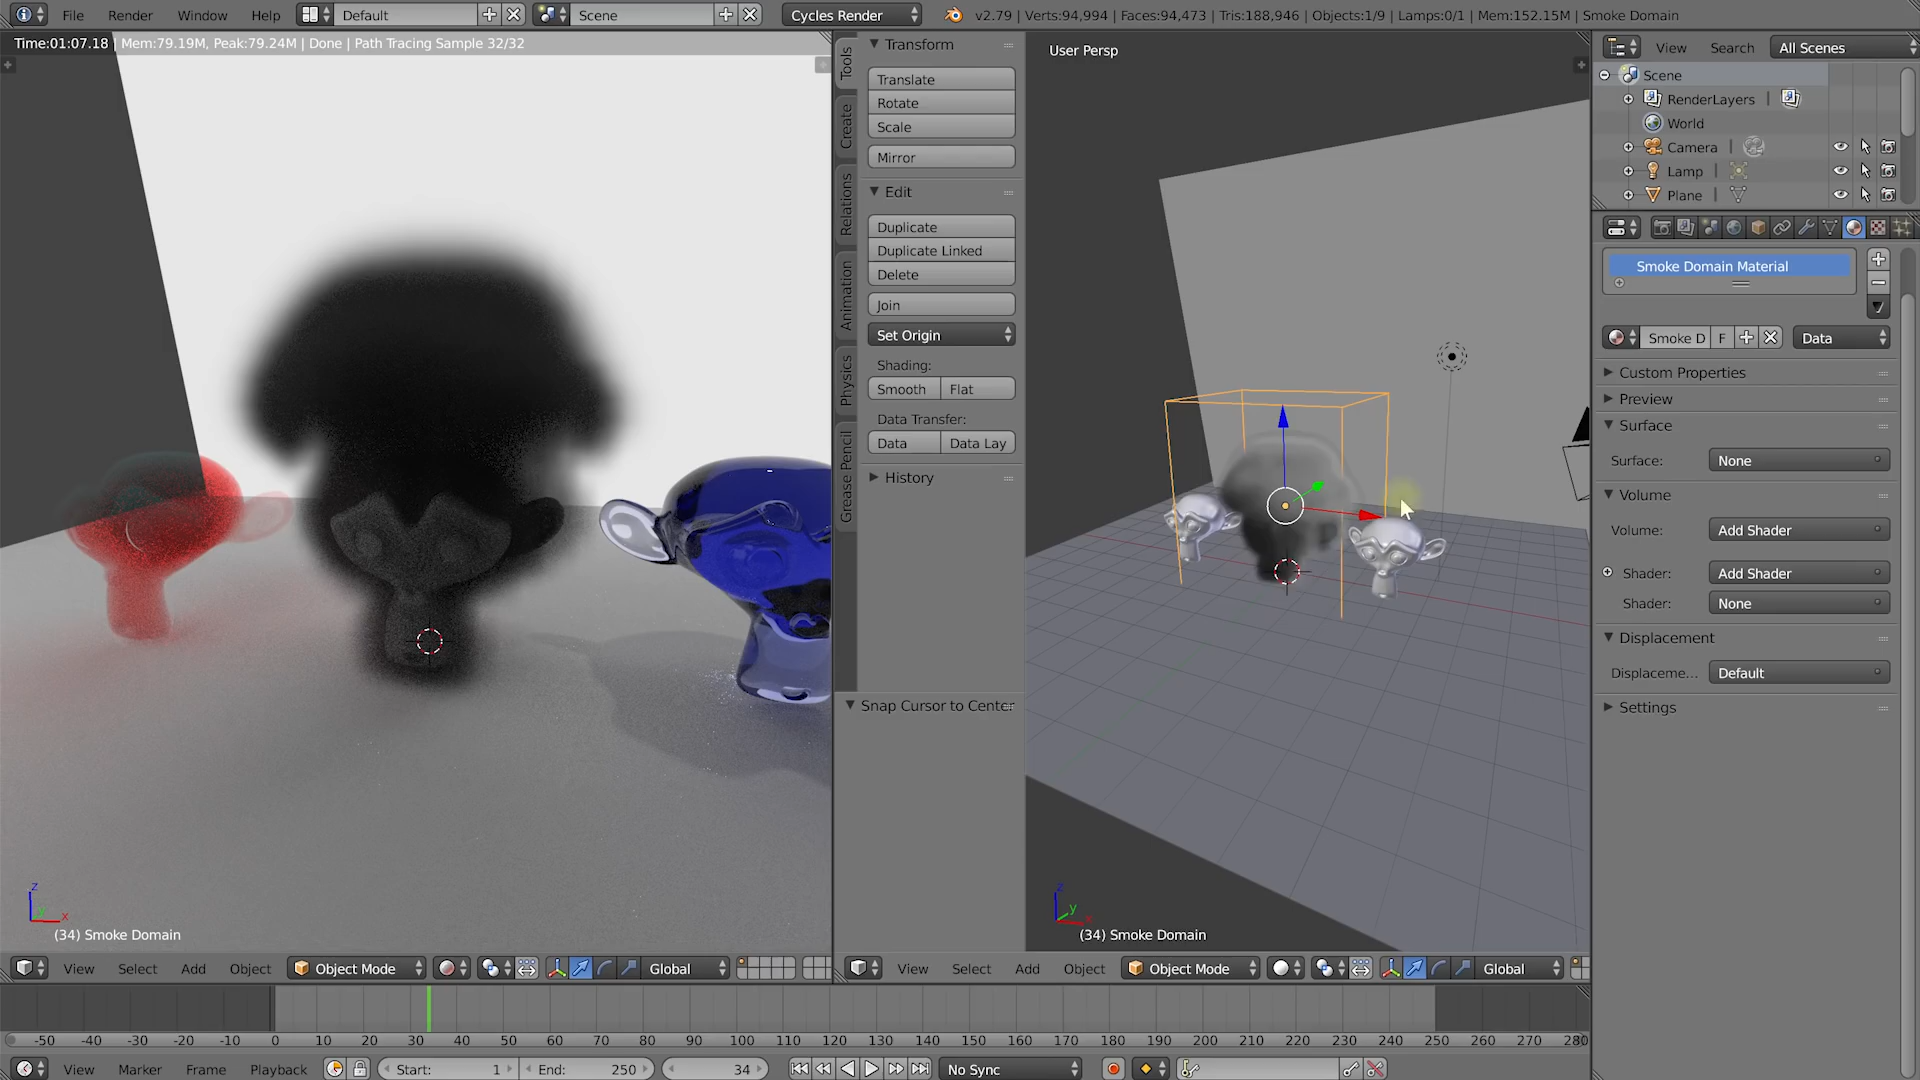 File Render Window Help Default Scene Cycles Render v2.79 | Verts:94,994 | Faces:94,473 | Tris:188,946 | Objects:1/9 | Lamps:0/1 | Mem:152.15M | Smoke Domain
Time:01:07.18 | Mem:79.19M, Peak:79.24M | Done | Path Tracing Sample 32/32
(34) Smoke Domain
View Select Add Object Object Mode Global
Tools
Create
Relations
Animation
Physics
Grease Pencil
Transform
Translate
Rotate
Scale
Mirror
Edit
Duplicate
Duplicate Linked
Delete
Join
Set Origin
Shading:
Smooth Flat
Data Transfer:
Data Data Lay
History
Snap Cursor to Center
User Persp
(34) Smoke Domain
View Select Add Object Object Mode Global
View Search All Scenes
Scene
RenderLayers |
World
Camera |
Lamp |
Plane |
Smoke Domain Material
Smoke D F Data
Custom Properties
Preview
Surface
Surface: None
Volume
Volume: Add Shader
Shader: Add Shader
Shader: None
Displacement
Displaceme... Default
Settings
-50 -40 -30 -20 -10 0 10 20 30 40 50 60 70 80 90 100 110 120 130 140 150 160 170 180 190 200 210 220 230 240 250 260 270 280
View Marker Frame Playback Start: 1 End: 250 34 No Sync
z
x
z
y